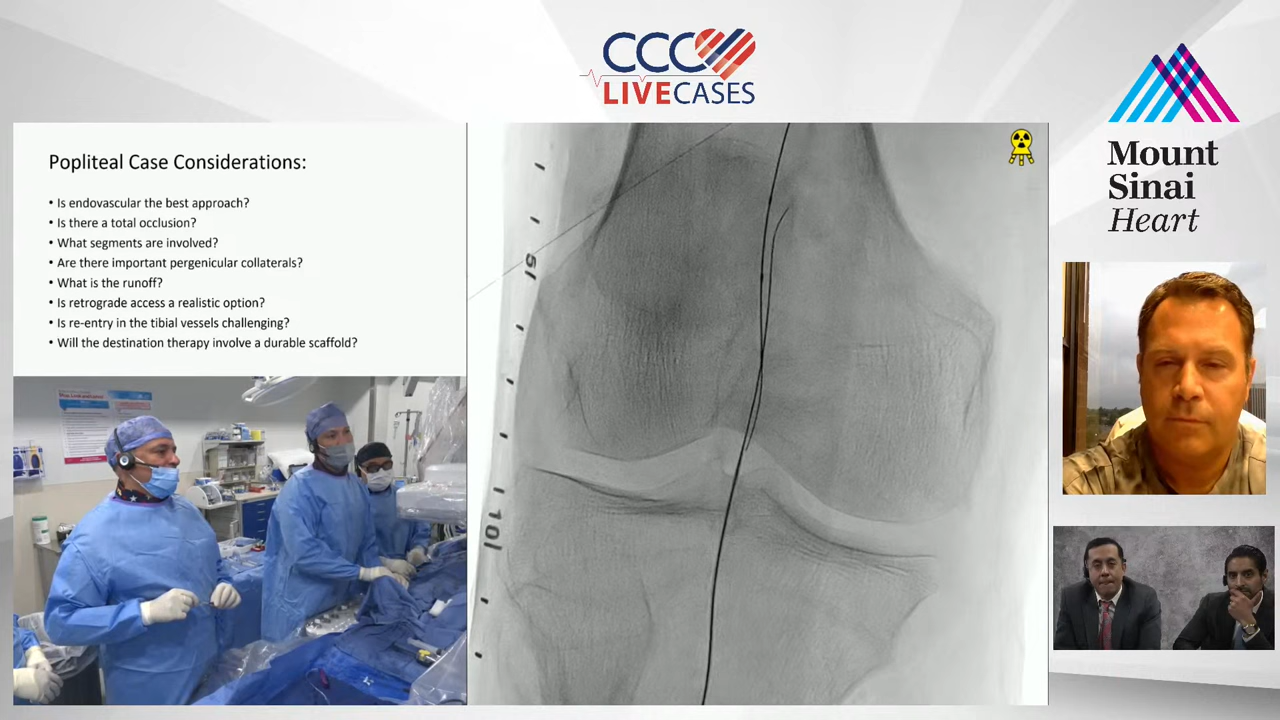 CCC
LIVECASES
Mount
Sinai
Heart
Popliteal Case Considerations:
• Is endovascular the best approach?
• Is there a total occlusion?
• What segments are involved?
• Are there important pergenicular collaterals?
• What is the runoff?
• Is retrograde access a realistic option?
• Is re-entry in the tibial vessels challenging?
• Will the destination therapy involve a durable scaffold?
5
10